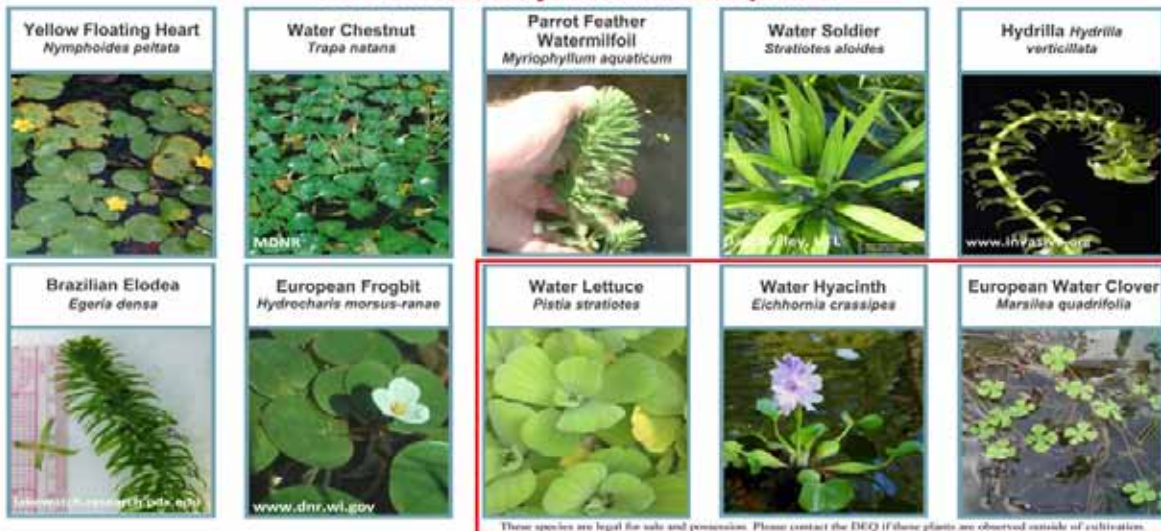 Yellow Floating Heart
Nymphoides peltata
Water Chestnut
Trapa natans
Parrot Feather
Watermilfoil
Myriophyllum aquaticum
Water Soldier
Stratiotes aloides
Hydrilla Hydrilla
verticillata
MDNR
www.invasive.org
Brazilian Elodea
Egeria densa
European Frogbit
Hydrocharis morsus-ranae
Water Lettuce
Pistia stratiotes
Water Hyacinth
Eichhornia crassipes
European Water Clover
Marsilea quadrifolia
www.dnr.wi.gov
These species are legal for sale and possession. Please contact the DEQ if these plants are observed outside of cultivation.